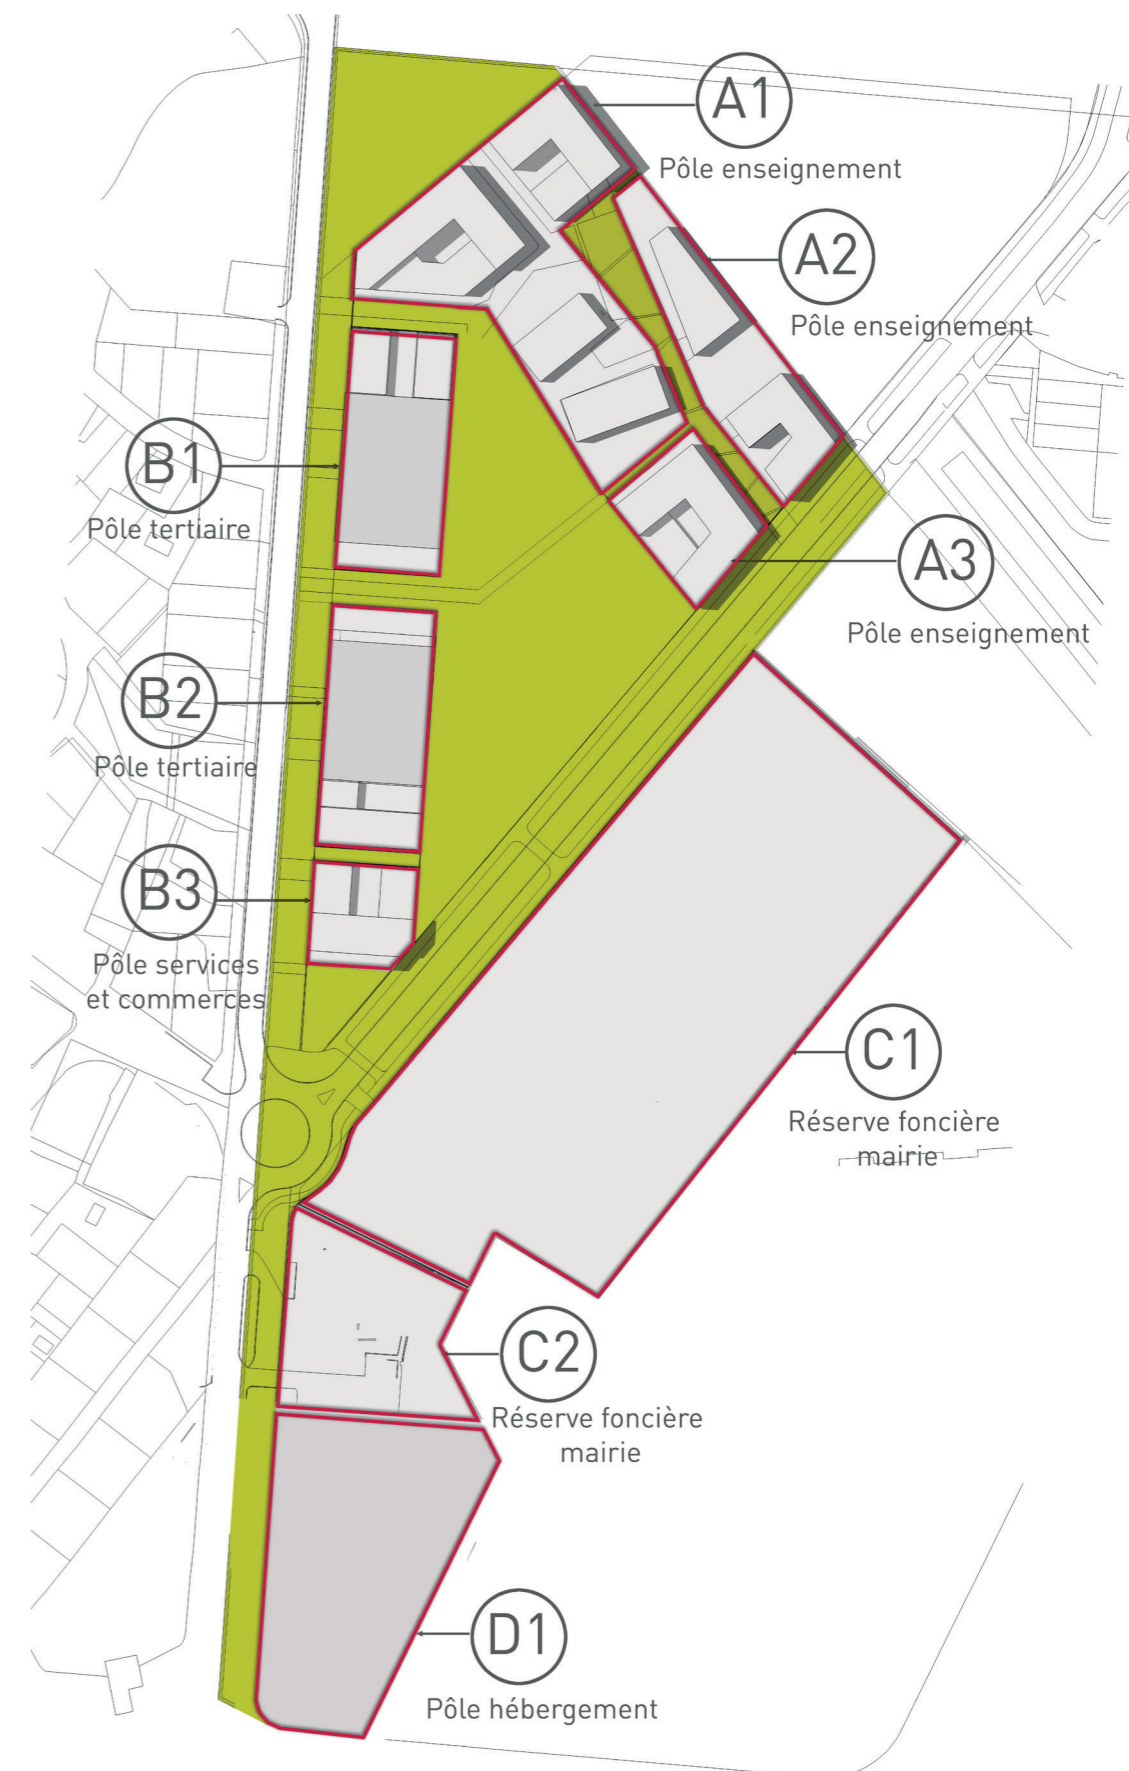 A1
Pôle enseignement
A2
Pôle enseignement
B1
Pôle tertiaire
A3
Pôle enseignement
B2
Pôle tertiaire
B3
Pôle services
et commerces
C1
Réserve foncière
mairie
C2
Réserve foncière
mairie
D1
Pôle hébergement